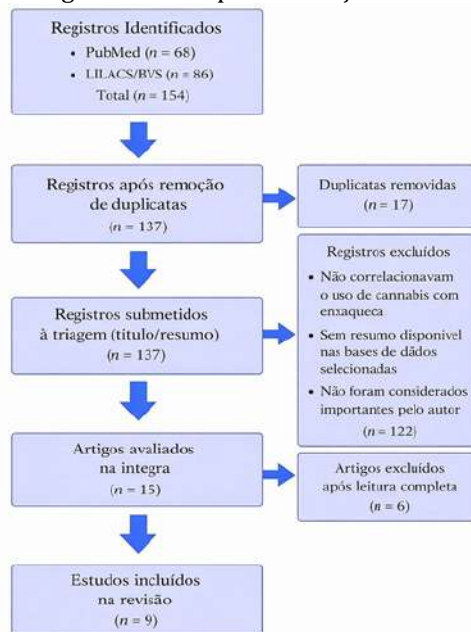 Registros Identificados
• PubMed (n = 68)
• LILACS/BVS (n = 86)
Total (n = 154)
Registros após remoção
de duplicatas
(n = 137)
Duplicatas removidas
(n = 17)
Registros submetidos
à triagem (titulo/resumo)
(n = 137)
Registros excluídos
• Não correlacionavam
o uso de cannabis com
enxaqueca
• Sem resumo disponível
nas bases de dãdos
selecionadas
• Não foram considerados
importantes pelo autor
(n = 122)
Artigos avaliados
na integra
(n = 15)
Artigos excluídos
após leitura completa
(n = 6)
Estudos incluídos
na revisão
(n = 9)